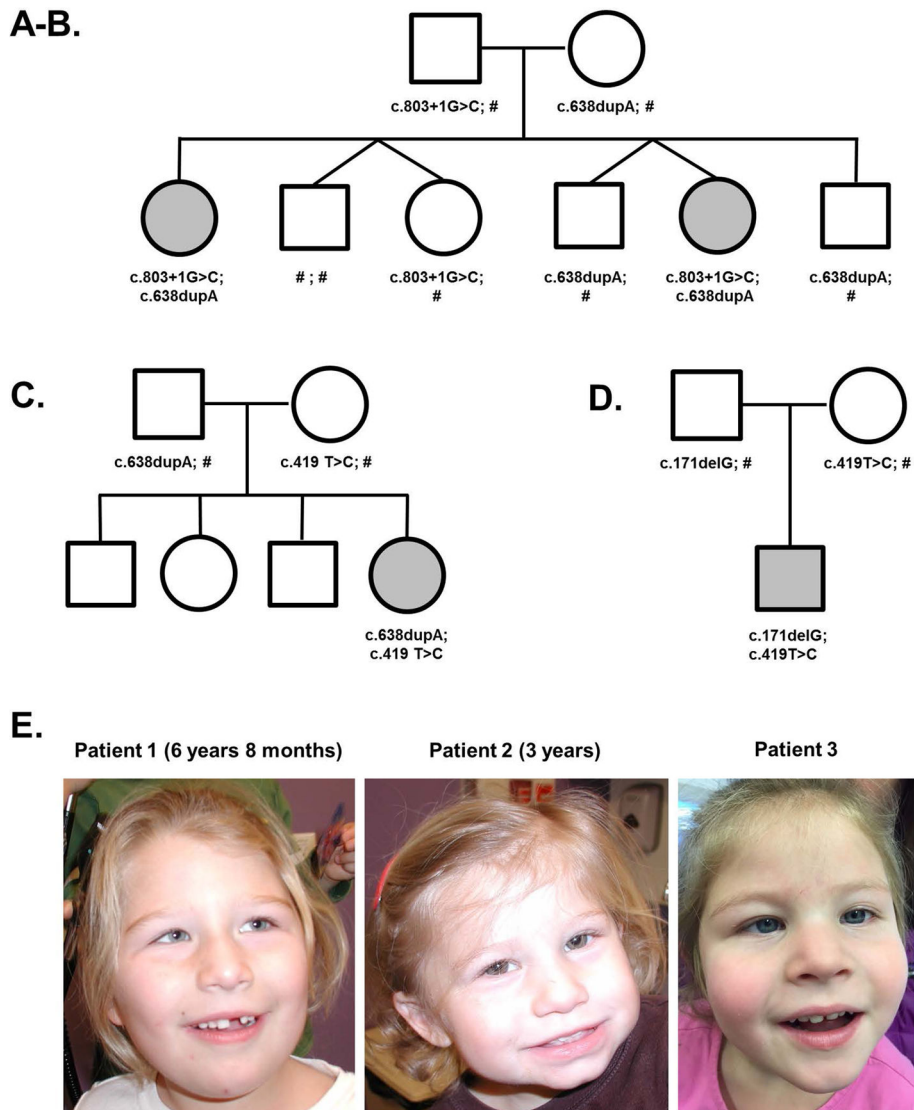 A-B.
c.803+1G>C; #
c.638dupA; #
c.803+1G>C;
c.638dupA
# ; #
c.803+1G>C;
#
c.638dupA;
#
c.803+1G>C;
c.638dupA
c.638dupA;
#
C.
c.638dupA; #
c.419 T>C; #
c.638dupA;
c.419 T>C
D.
c.171delG; #
c.419T>C; #
c.171delG;
c.419T>C
E.
Patient 1 (6 years 8 months)
Patient 2 (3 years)
Patient 3